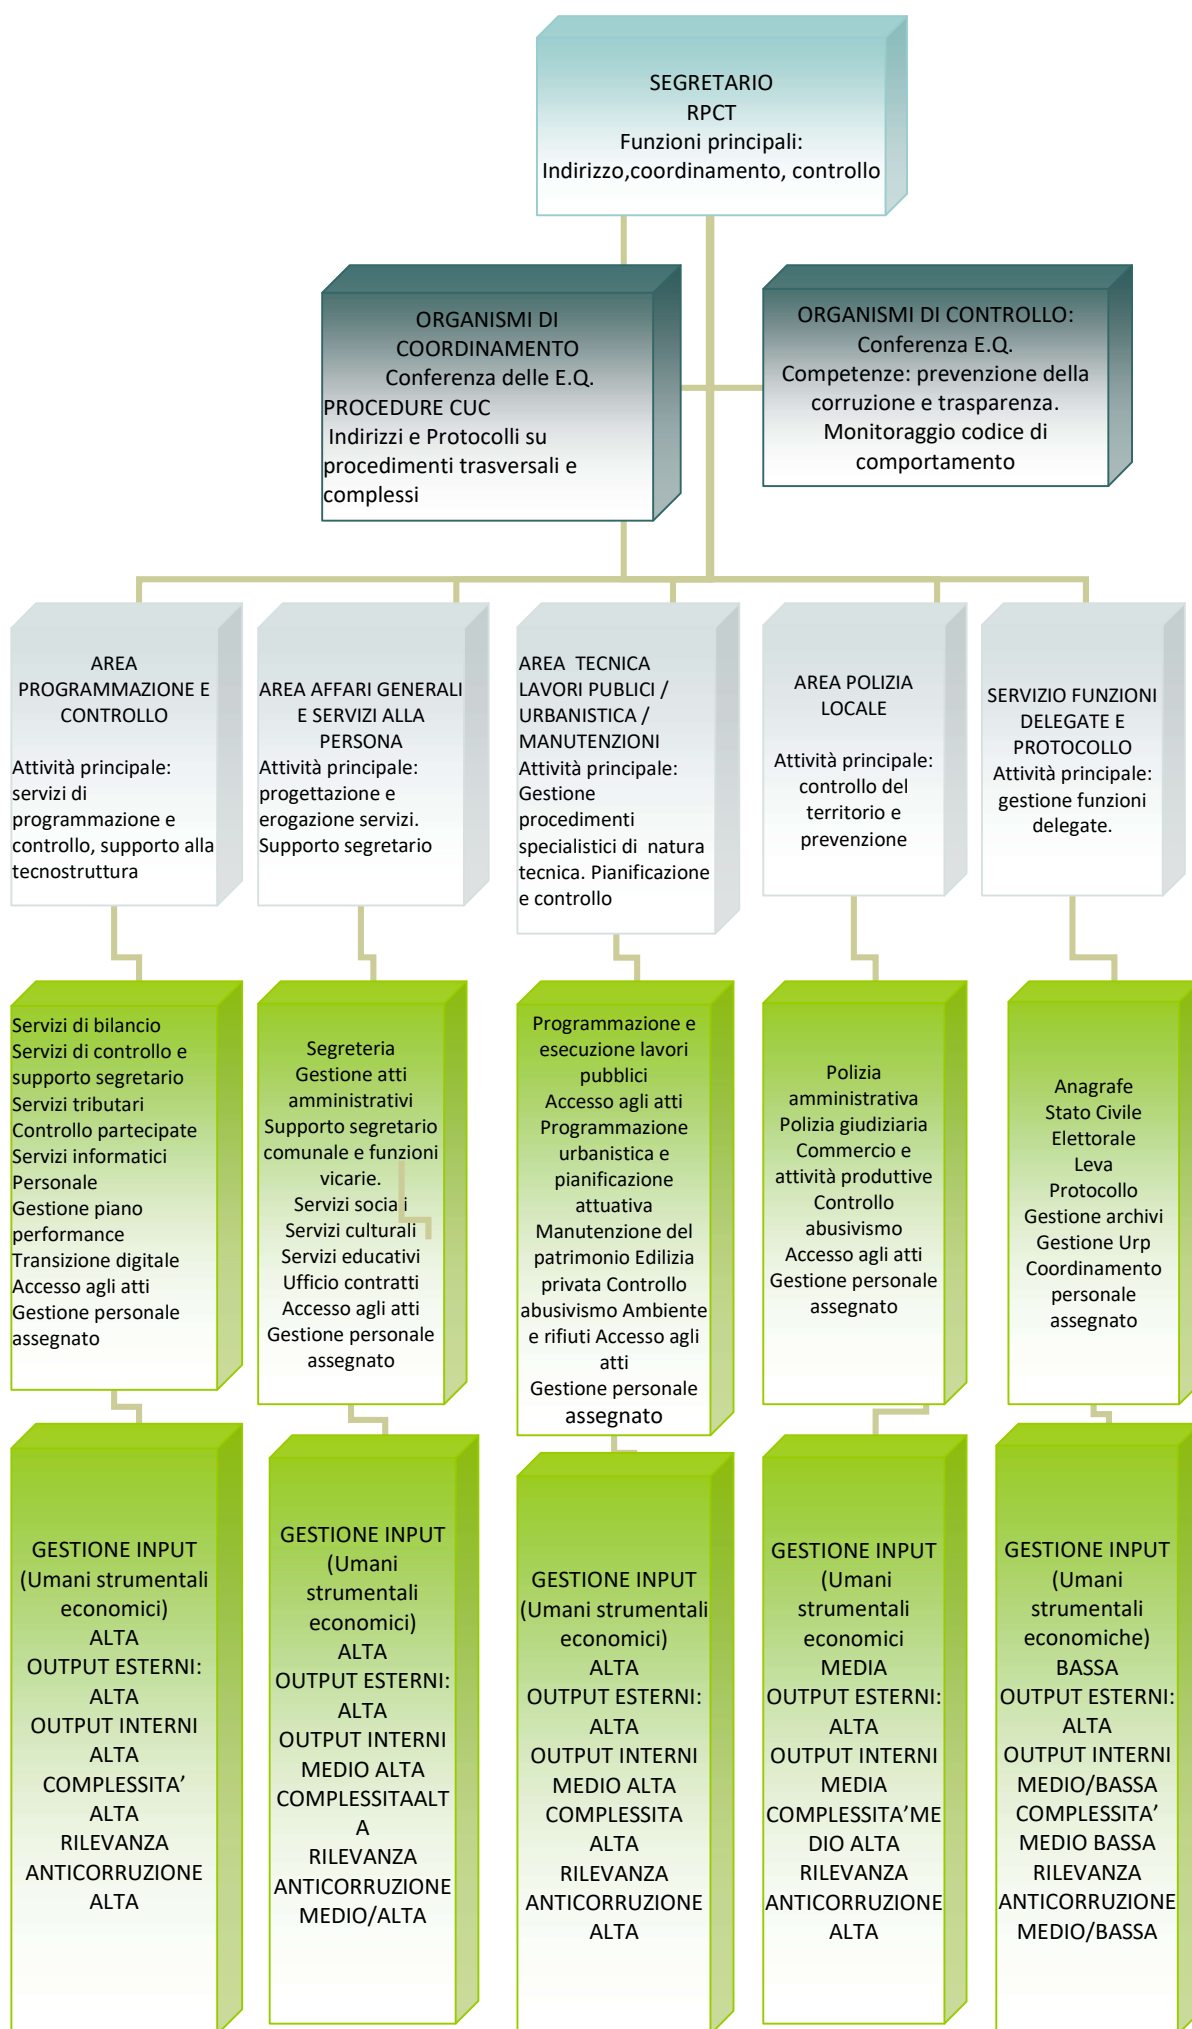 SEGRETARIO
RPCT
Funzioni principali:
Indirizzo,coordinamento, controllo
ORGANISMI DI
COORDINAMENTO
Conferenza delle E.Q.
PROCEDURE CUC
Indirizzi e Protocolli su
procedimenti trasversali e
complessi
ORGANISMI DI CONTROLLO:
Conferenza E.Q.
Competenze: prevenzione della
corruzione e trasparenza.
Monitoraggio codice di
comportamento
AREA
PROGRAMMAZIONE E
CONTROLLO
Attività principale:
servizi di
programmazione e
controllo, supporto alla
tecnostruttura
AREA AFFARI GENERALI
E SERVIZI ALLA
PERSONA
Attività principale:
progettazione e
erogazione servizi.
Supporto segretario
AREA TECNICA
LAVORI PUBLICI /
URBANISTICA /
MANUTENZIONI
Attività principale:
Gestione
procedimenti
specialistici di natura
tecnica. Pianificazione
e controllo
AREA POLIZIA
LOCALE
Attività principale:
controllo del
territorio e
prevenzione
SERVIZIO FUNZIONI
DELEGATE E
PROTOCOLLO
Attività principale:
gestione funzioni
delegate.
Servizi di bilancio
Servizi di controllo e
supporto segretario
Servizi tributari
Controllo partecipate
Servizi informatici
Personale
Gestione piano
performance
Transizione digitale
Accesso agli atti
Gestione personale
assegnato
Segreteria
Gestione atti
amministrativi
Supporto segretario
comunale e funzioni
vicarie.
Servizi sociali
Servizi culturali
Servizi educativi
Ufficio contratti
Accesso agli atti
Gestione personale
assegnato
Programmazione e
esecuzione lavori
pubblici
Accesso agli atti
Programmazione
urbanistica e
pianificazione
attuativa
Manutenzione del
patrimonio Edilizia
privata Controllo
abusivismo Ambiente
e rifiuti Accesso agli
atti
Gestione personale
assegnato
Polizia
amministrativa
Polizia giudiziaria
Commercio e
attività produttive
Controllo
abusivismo
Accesso agli atti
Gestione personale
assegnato
Anagrafe
Stato Civile
Elettorale
Leva
Protocollo
Gestione archivi
Gestione Urp
Coordinamento
personale
assegnato
GESTIONE INPUT
(Umani strumentali
economici)
ALTA
OUTPUT ESTERNI:
ALTA
OUTPUT INTERNI
ALTA
COMPLESSITA’
ALTA
RILEVANZA
ANTICORRUZIONE
ALTA
GESTIONE INPUT
(Umani
strumentali
economici)
ALTA
OUTPUT ESTERNI:
ALTA
OUTPUT INTERNI
MEDIO ALTA
COMPLESSITAALT
A
RILEVANZA
ANTICORRUZIONE
MEDIO/ALTA
GESTIONE INPUT
(Umani strumentali
economici)
ALTA
OUTPUT ESTERNI:
ALTA
OUTPUT INTERNI
MEDIO ALTA
COMPLESSITA
ALTA
RILEVANZA
ANTICORRUZIONE
ALTA
GESTIONE INPUT
(Umani
strumentali
economici
MEDIA
OUTPUT ESTERNI:
ALTA
OUTPUT INTERNI
MEDIA
COMPLESSITA’ME
DIO ALTA
RILEVANZA
ANTICORRUZIONE
ALTA
GESTIONE INPUT
(Umani
strumentali
economiche)
BASSA
OUTPUT ESTERNI:
ALTA
OUTPUT INTERNI
MEDIO/BASSA
COMPLESSITA’
MEDIO BASSA
RILEVANZA
ANTICORRUZIONE
MEDIO/BASSA